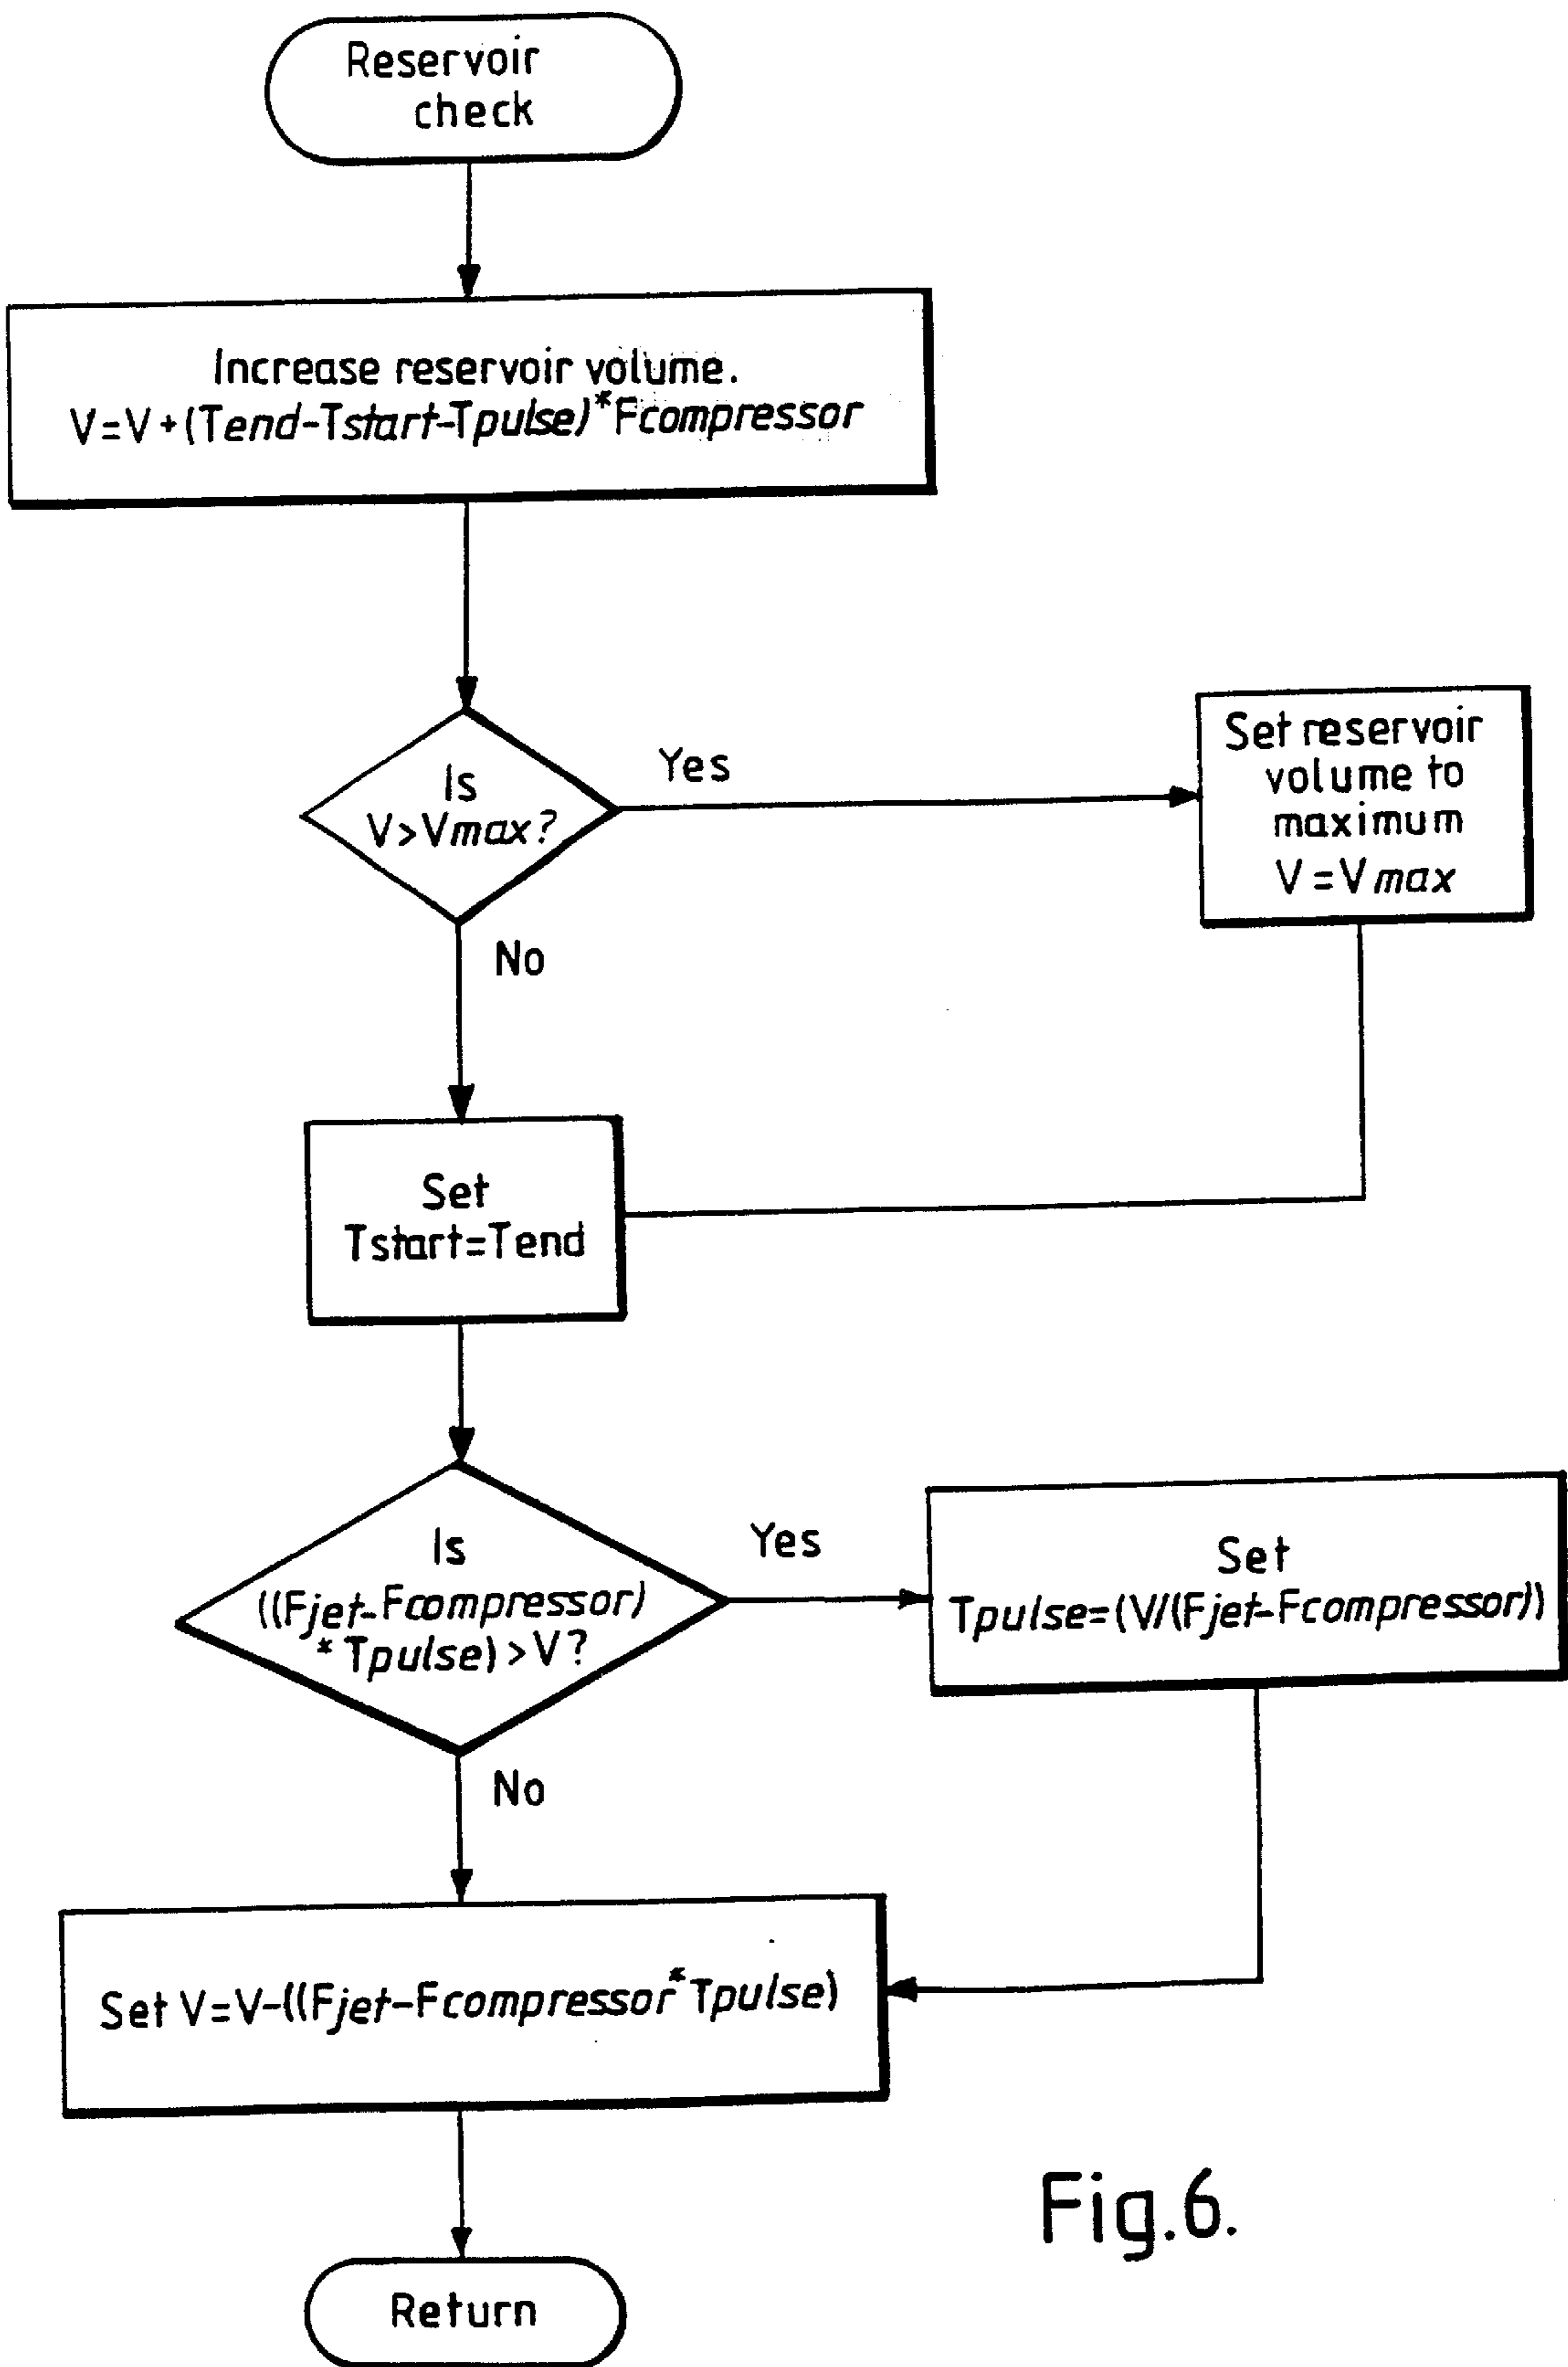 Reservoir
check
Increase reservoir volume.
V=V+(Tend-Tstart-Tpulse)*Fcompressor
Is
V>Vmax?
Yes
Set reservoir
volume to
maximum
V=Vmax
No
Set
Tstart=Tend
Is
((Fjet-Fcompressor)
*Tpulse)>V?
Yes
Set
Tpulse=(V/(Fjet-Fcompressor))
No
Set V=V-((Fjet-Fcompressor*Tpulse)
Return
Fig.6.